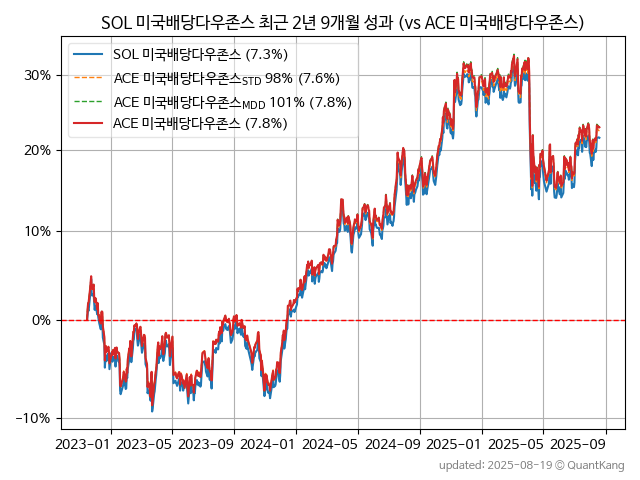 SOL 미국배당다우존스 최근 2년 9개월 성과 (vs ACE 미국배당다우존스)
SOL 미국배당다우존스 (7.3%)
ACE 미국배당다우존스STD 98% (7.6%)
ACE 미국배당다우존스MDD 101% (7.8%)
ACE 미국배당다우존스 (7.8%)
30%
20%
10%
0%
−10%
2023-01 2023-05 2023-09 2024-01 2024-05 2024-09 2025-01 2025-05 2025-09
updated: 2025-08-19 © QuantKang